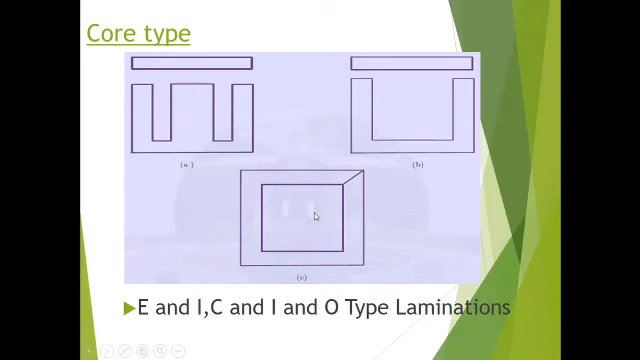 Core type
(a)
(b)
(c)
E and I,C and I and O Type Laminations